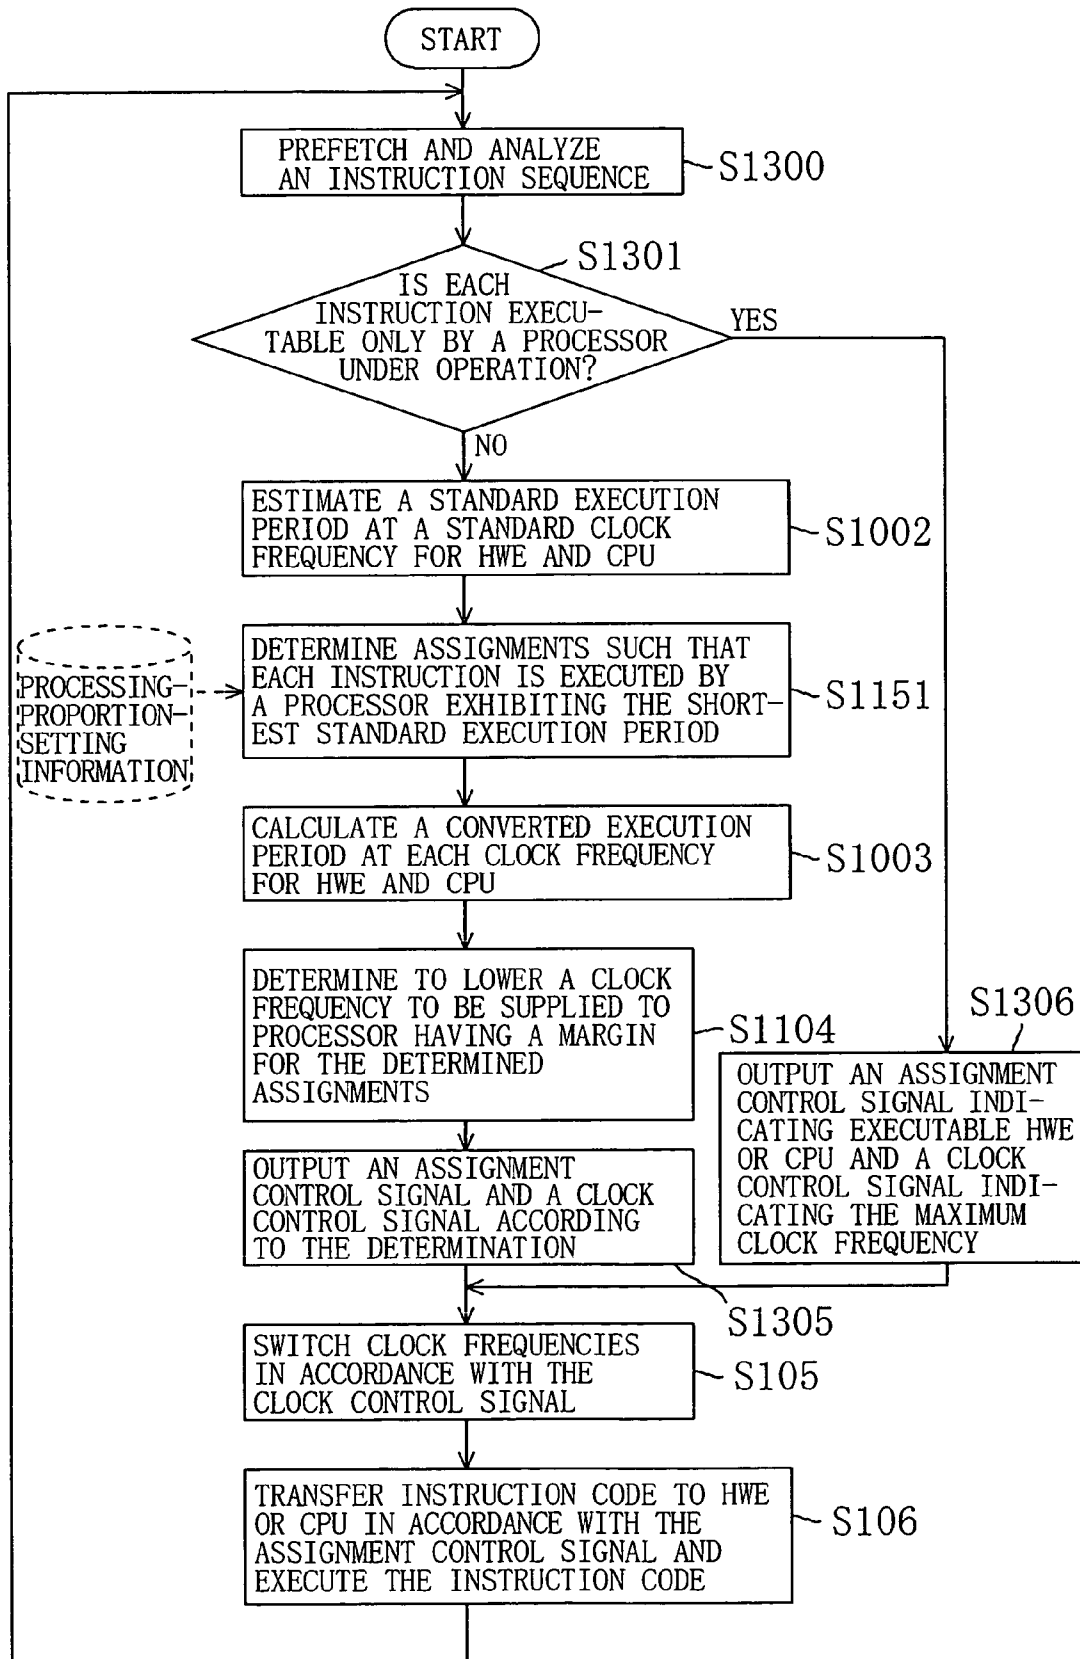 START
PREFETCH AND ANALYZE
AN INSTRUCTION SEQUENCE
S1300
S1301
IS EACH
INSTRUCTION EXECU-
TABLE ONLY BY A PROCESSOR
UNDER OPERATION?
YES
NO
ESTIMATE A STANDARD EXECUTION
PERIOD AT A STANDARD CLOCK
FREQUENCY FOR HWE AND CPU
S1002
PROCESSING-
PROPORTION-
SETTING
INFORMATION
DETERMINE ASSIGNMENTS SUCH THAT
EACH INSTRUCTION IS EXECUTED BY
A PROCESSOR EXHIBITING THE SHORT-
EST STANDARD EXECUTION PERIOD
S1151
CALCULATE A CONVERTED EXECUTION
PERIOD AT EACH CLOCK FREQUENCY
FOR HWE AND CPU
S1003
DETERMINE TO LOWER A CLOCK
FREQUENCY TO BE SUPPLIED TO
PROCESSOR HAVING A MARGIN
FOR THE DETERMINED
ASSIGNMENTS
S1104
S1306
OUTPUT AN ASSIGNMENT
CONTROL SIGNAL INDI-
CATING EXECUTABLE HWE
OR CPU AND A CLOCK
CONTROL SIGNAL INDI-
CATING THE MAXIMUM
CLOCK FREQUENCY
OUTPUT AN ASSIGNMENT
CONTROL SIGNAL AND A CLOCK
CONTROL SIGNAL ACCORDING
TO THE DETERMINATION
S1305
SWITCH CLOCK FREQUENCIES
IN ACCORDANCE WITH THE
CLOCK CONTROL SIGNAL
S105
TRANSFER INSTRUCTION CODE TO HWE
OR CPU IN ACCORDANCE WITH THE
ASSIGNMENT CONTROL SIGNAL AND
EXECUTE THE INSTRUCTION CODE
S106